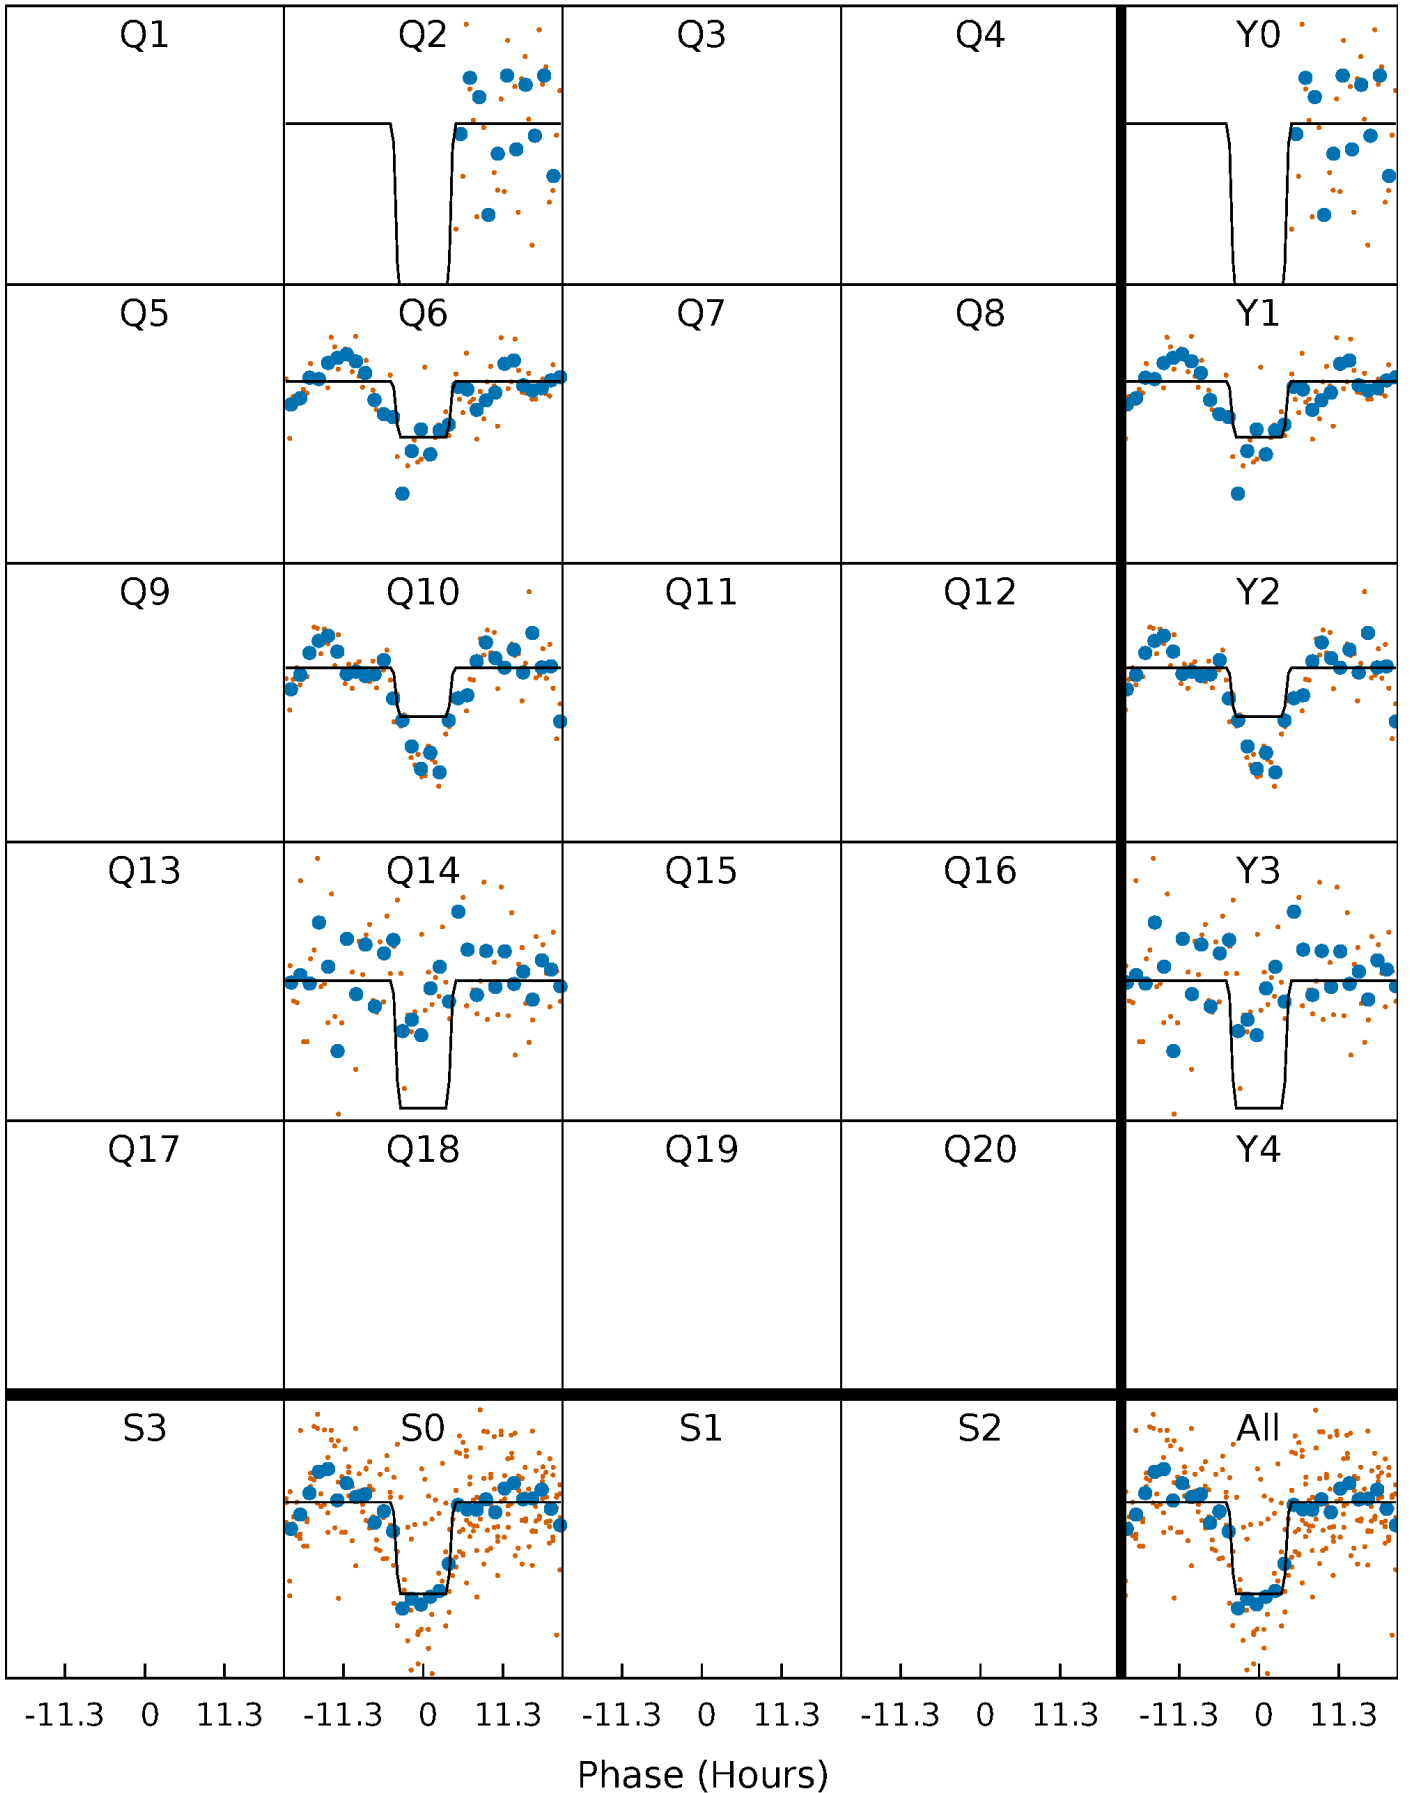 Q1 Q2 Q3 Q4 Y0
Q5 Q6 Q7 Q8 Y1
Q9 Q10 Q11 Q12 Y2
Q13 Q14 Q15 Q16 Y3
Q17 Q18 Q19 Q20 Y4
S3 S0 S1 S2 All
-11.3 0 11.3 -11.3 0 11.3 -11.3 0 11.3 -11.3 0 11.3 -11.3 0 11.3
Phase (Hours)